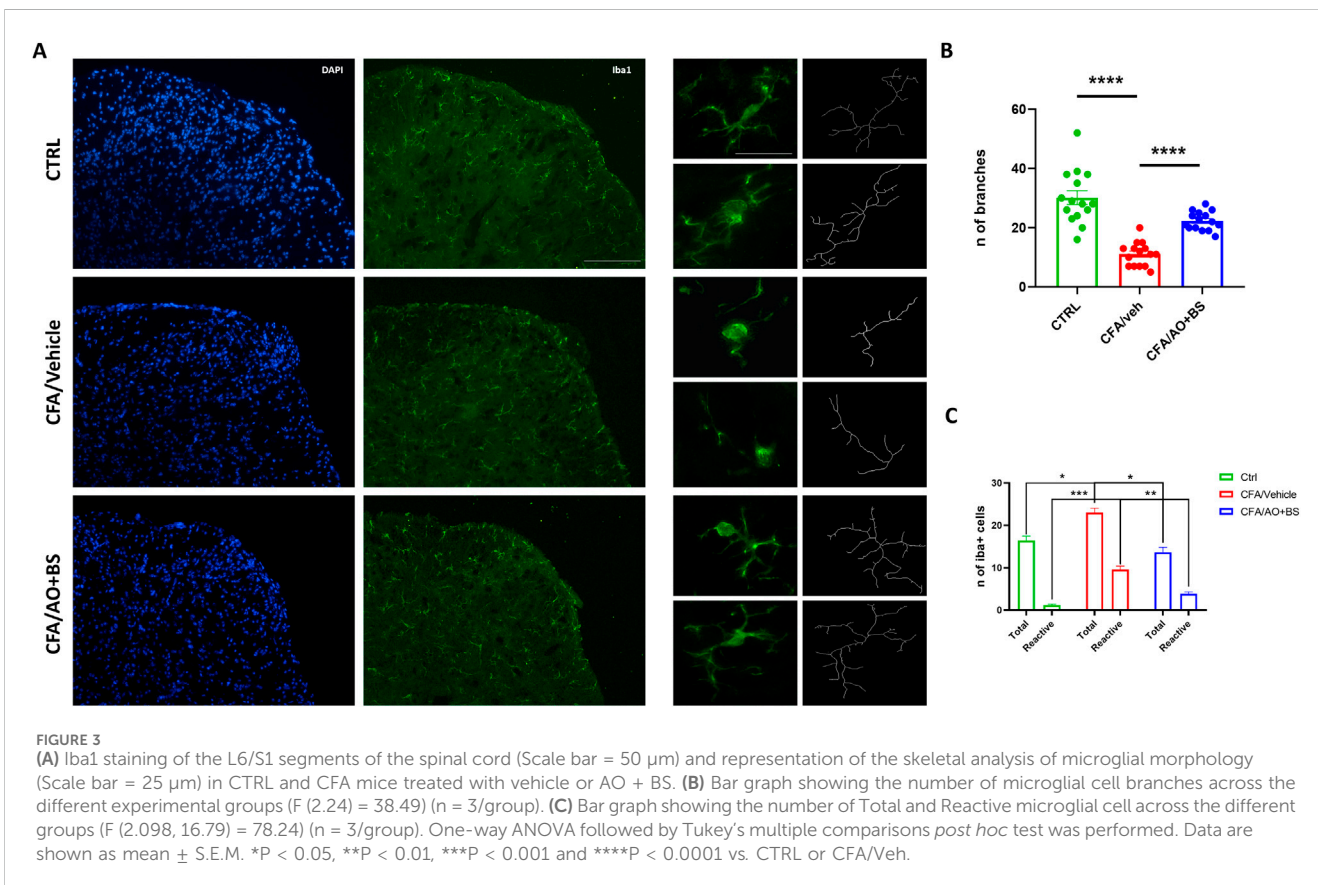 A
DAPI
Iba1
CTRL
CFA/Vehicle
CFA/AO+BS
B
****
****
60
40
20
0
n of branches
CTRL
CFA/veh
CFA/AO+BS
C
30
20
10
0
n of iba+ cells
*
*
***
**
Total
Reactive
Total
Reactive
Total
Reactive
Ctrl
CFA/Vehicle
CFA/AO+BS
FIGURE 3
(A) Iba1 staining of the L6/S1 segments of the spinal cord (Scale bar = 50 μm) and representation of the skeletal analysis of microglial morphology
(Scale bar = 25 μm) in CTRL and CFA mice treated with vehicle or AO + BS. (B) Bar graph showing the number of microglial cell branches across the
different experimental groups (F (2.24) = 38.49) (n = 3/group). (C) Bar graph showing the number of Total and Reactive microglial cell across the different
groups (F (2.098, 16.79) = 78.24) (n = 3/group). One-way ANOVA followed by Tukey’s multiple comparisons post hoc test was performed. Data are
shown as mean ± S.E.M. *P < 0.05, **P < 0.01, ***P < 0.001 and ****P < 0.0001 vs. CTRL or CFA/Veh.